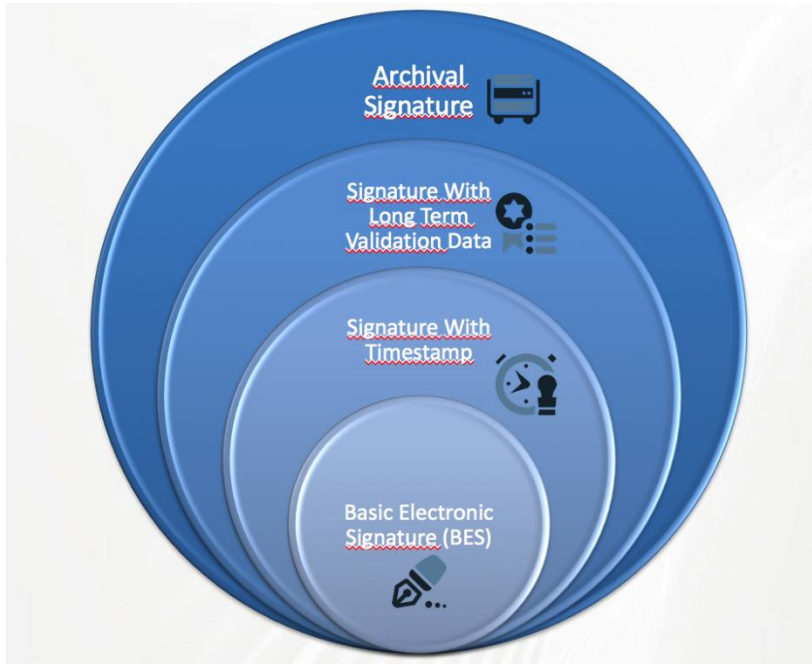 Archival
Signature
Signature With
Long Term
Validation Data
Signature With
Timestamp
Basic Electronic
Signature (BES)